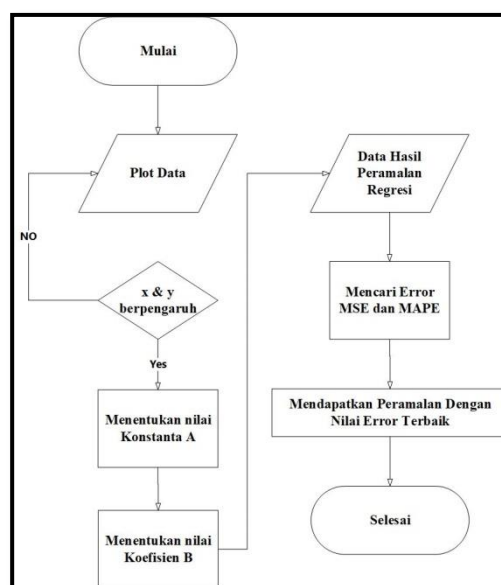 Mulai
Plot Data
NO
x & y
berpengaruh
Yes
Menentukan nilai
Konstanta A
Menentukan nilai
Koefisien B
Data Hasil
Peramalan
Regresi
Mencari Error
MSE dan MAPE
Mendapatkan Peramalan Dengan
Nilai Error Terbaik
Selesai